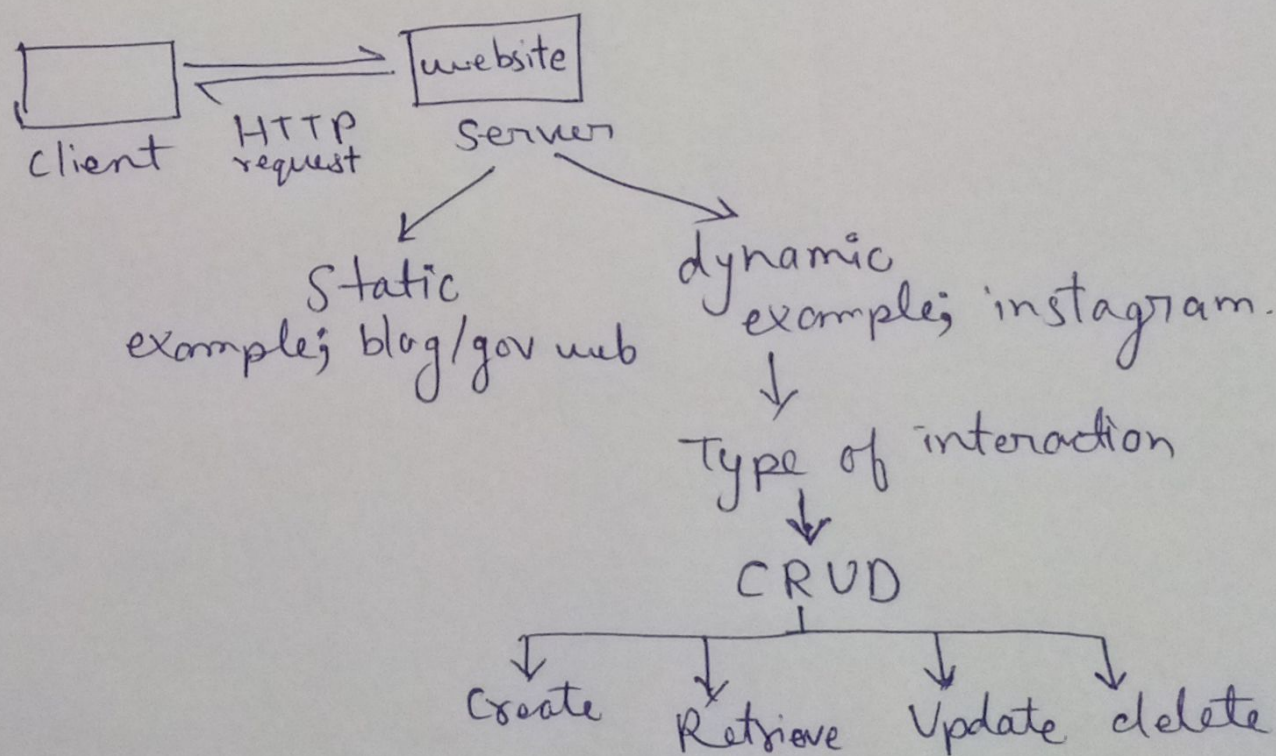 website
Client
HTTP
request
Server
Static
example; blog/gov web
dynamic
example; instagram.
Type of interaction
CRUD
Create Retrieve Update delete